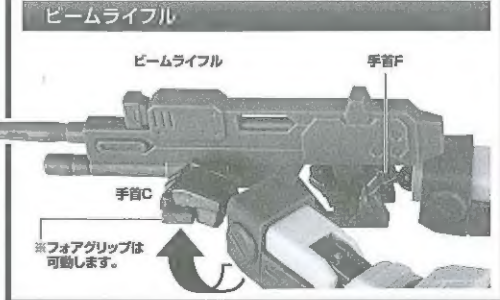 ビームライフル
ビームライフル
手首F
手首C
※フォアグリップは
可動します。